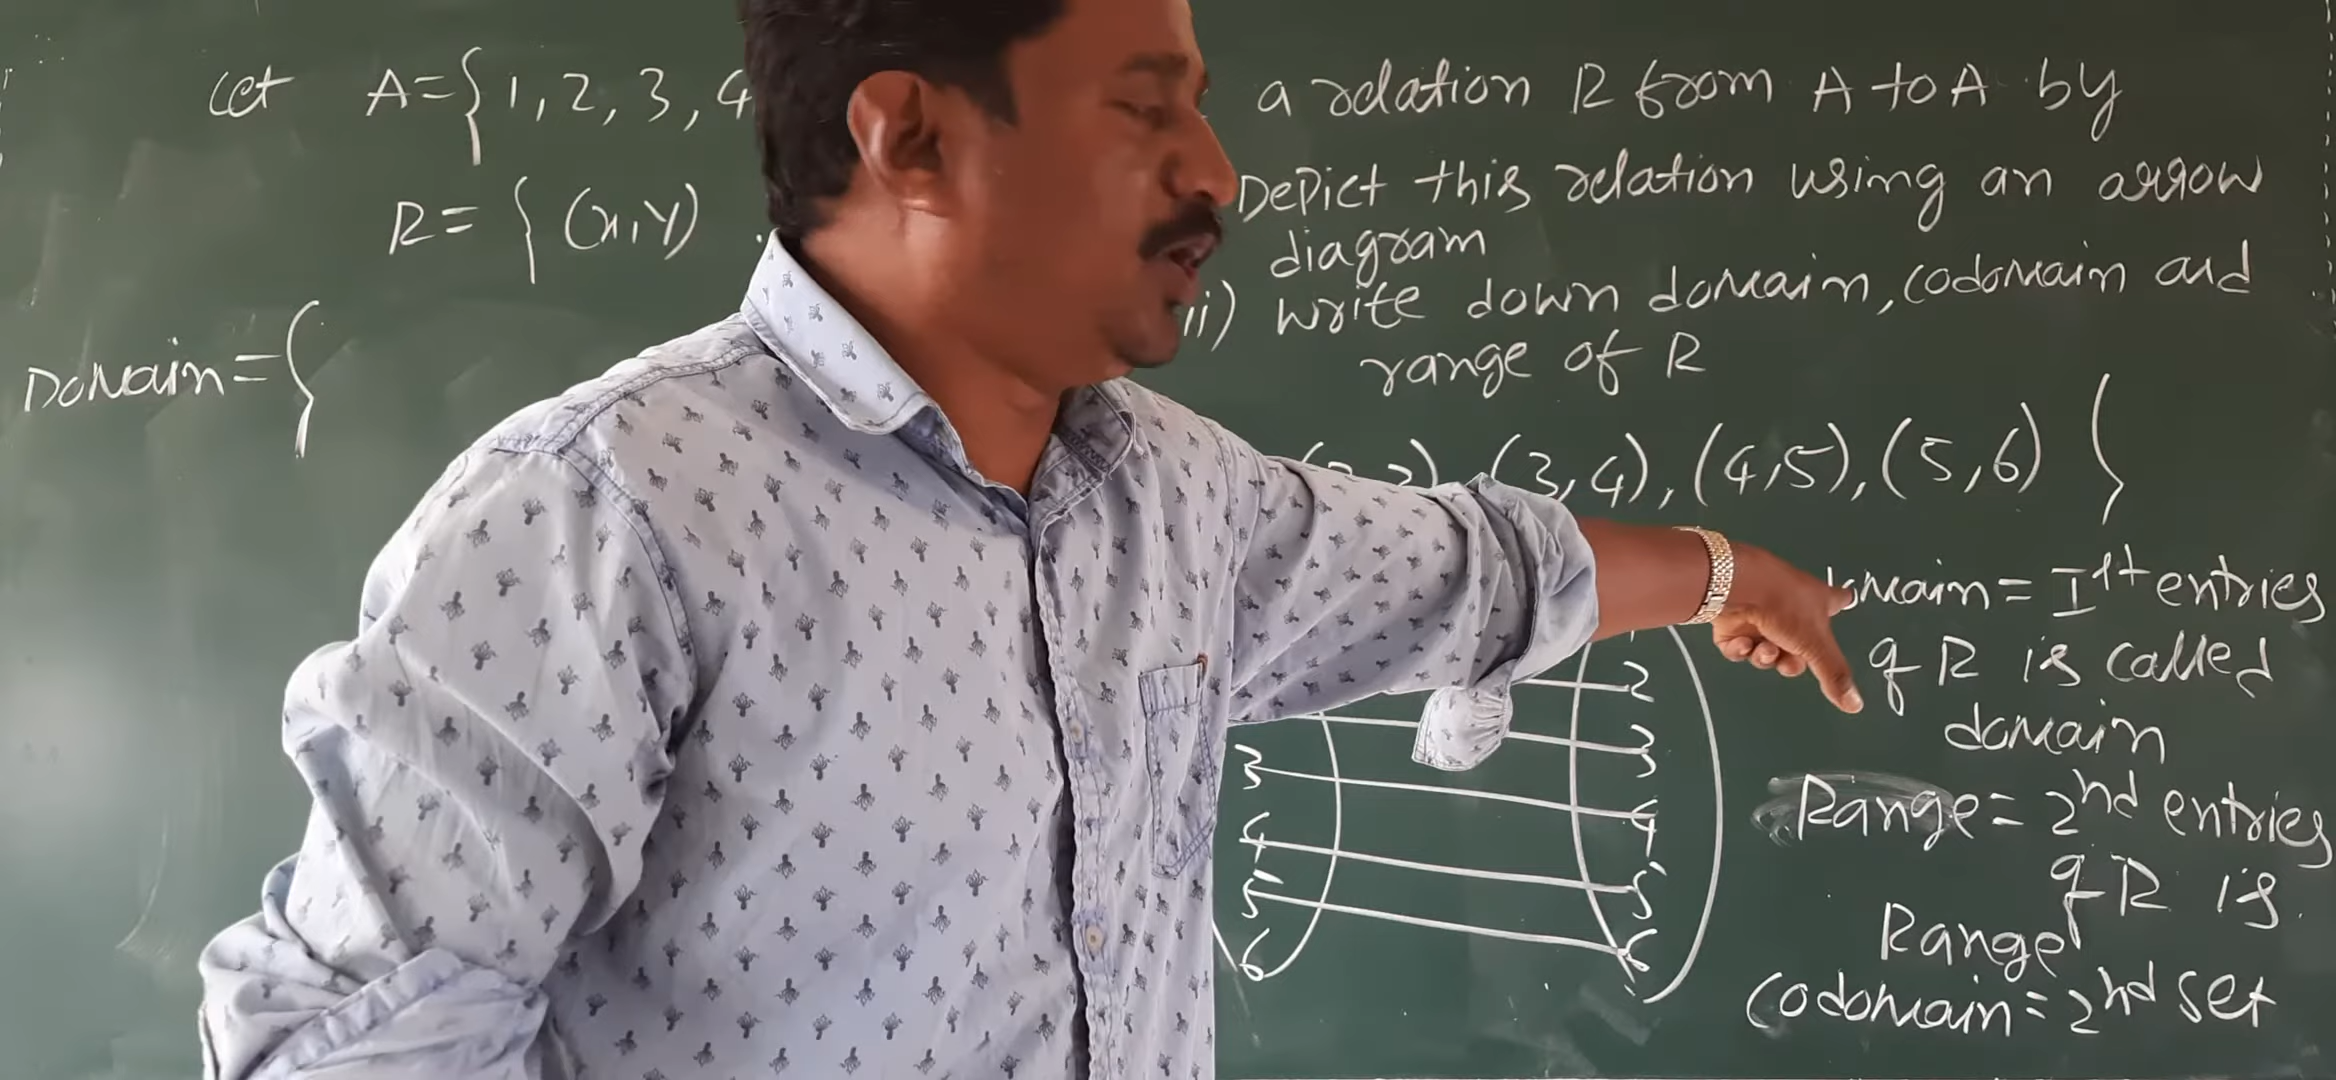 Let A={1,2,3,4
a relation R from A to A by
R= { (x,y)
Depict this relation using an arrow
diagram
ii) write down domain, codomain and
range of R
Domain={
(3,4),(4,5),(5,6) }
Domain= Ist entries
of R is called
domain
2
3
3
4
4
5
5
6
6
Range= 2nd entries
of R is
Range
Codomain=2nd set